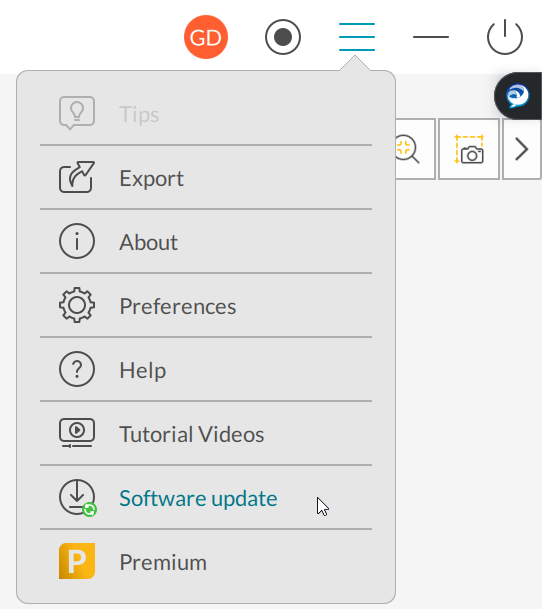 GD
Tips
Export
About
Preferences
Help
Tutorial Videos
Software update
P Premium